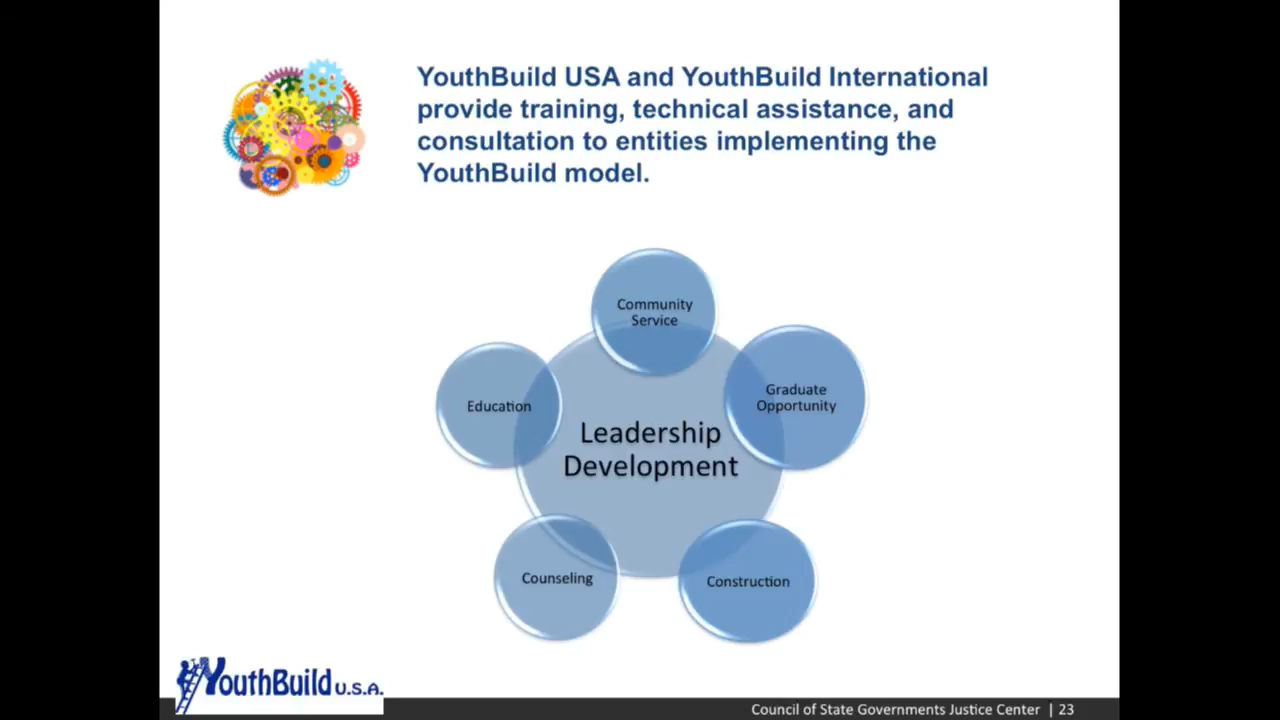 YouthBuild USA and YouthBuild International
provide training, technical assistance, and
consultation to entities implementing the
YouthBuild model.
Community
Service
Graduate
Opportunity
Education
Leadership
Development
Counseling
Construction
YouthBuild U.S.A.
Council of State Governments Justice Center | 23